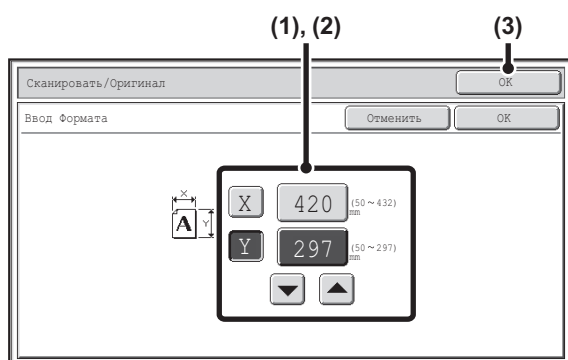 (1), (2) (3)
Сканировать/Оригинал OK
Ввод Формата Отменить OK
X
A Y
X 420 (50~432)
mm
Y 297 (50~297)
mm